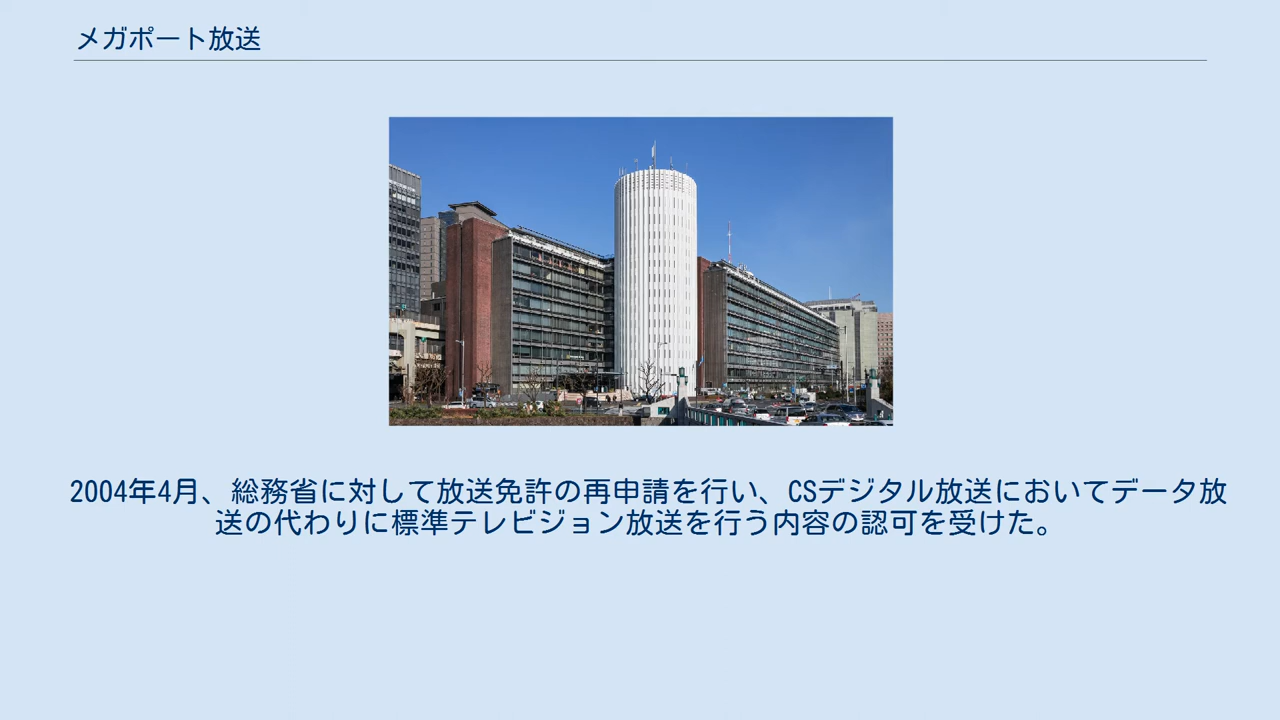 メガポート放送
2004年4月、総務省に対して放送免許の再申請を行い、CSデジタル放送においてデータ放
送の代わりに標準テレビジョン放送を行う内容の認可を受けた。